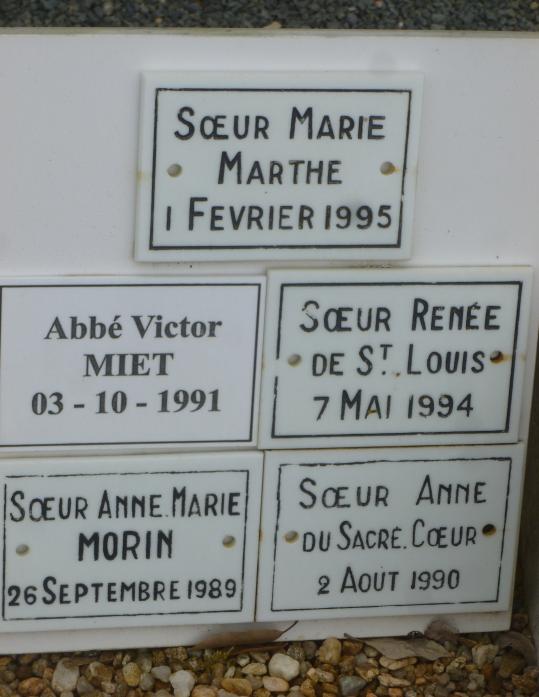 SŒUR MARIE
MARTHE
1 FEVRIER 1995
Abbé Victor
MIET
03 - 10 - 1991
SŒUR RENÉE
DE ST. LOUIS
7 MAI 1994
SŒUR ANNE.MARIE
MORIN
26 SEPTEMBRE 1989
SŒUR ANNE
DU SACRÉ.CŒUR
2 AOUT 1990